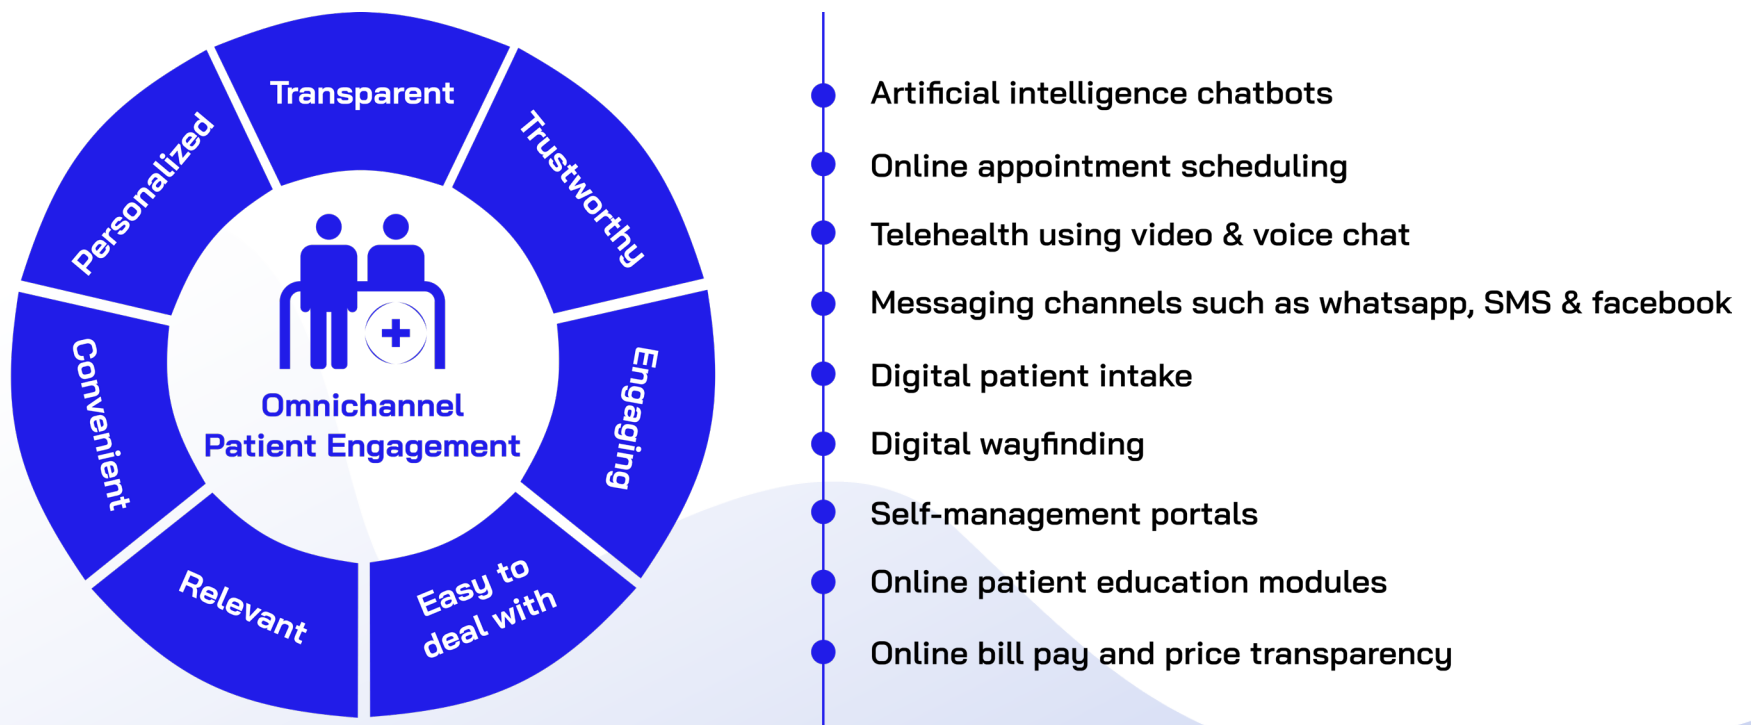 Transparent
Trustworthy
Engaging
Easy to
deal with
Relevant
Convenient
Personalized
Omnichannel
Patient Engagement
Artificial intelligence chatbots
Online appointment scheduling
Telehealth using video & voice chat
Messaging channels such as whatsapp, SMS & facebook
Digital patient intake
Digital wayfinding
Self-management portals
Online patient education modules
Online bill pay and price transparency